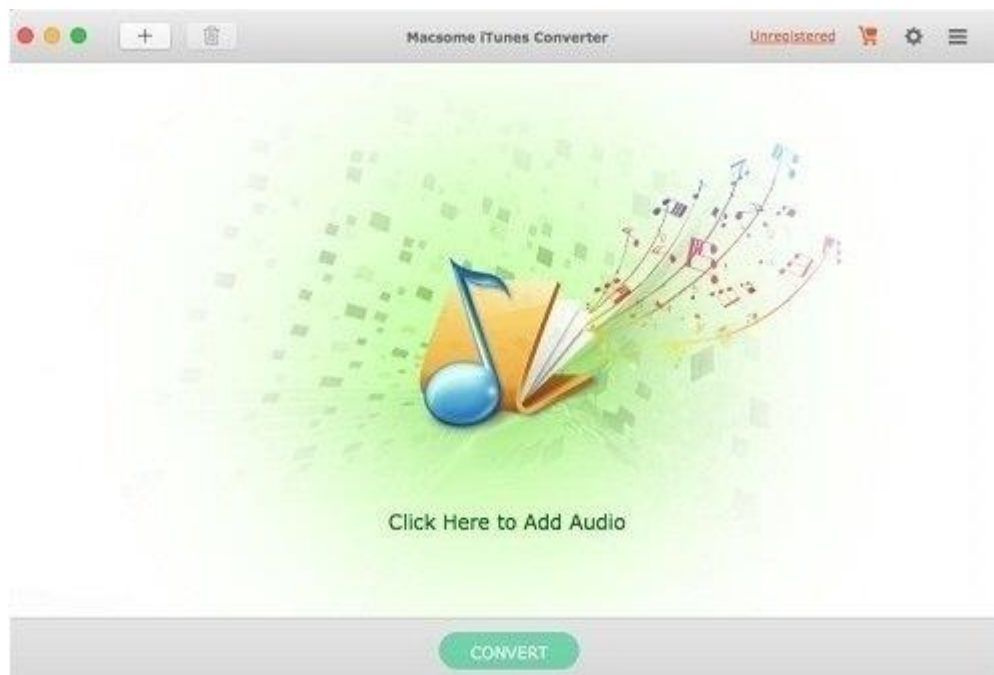 Macsome iTunes Converter
Unregistered
Click Here to Add Audio
CONVERT